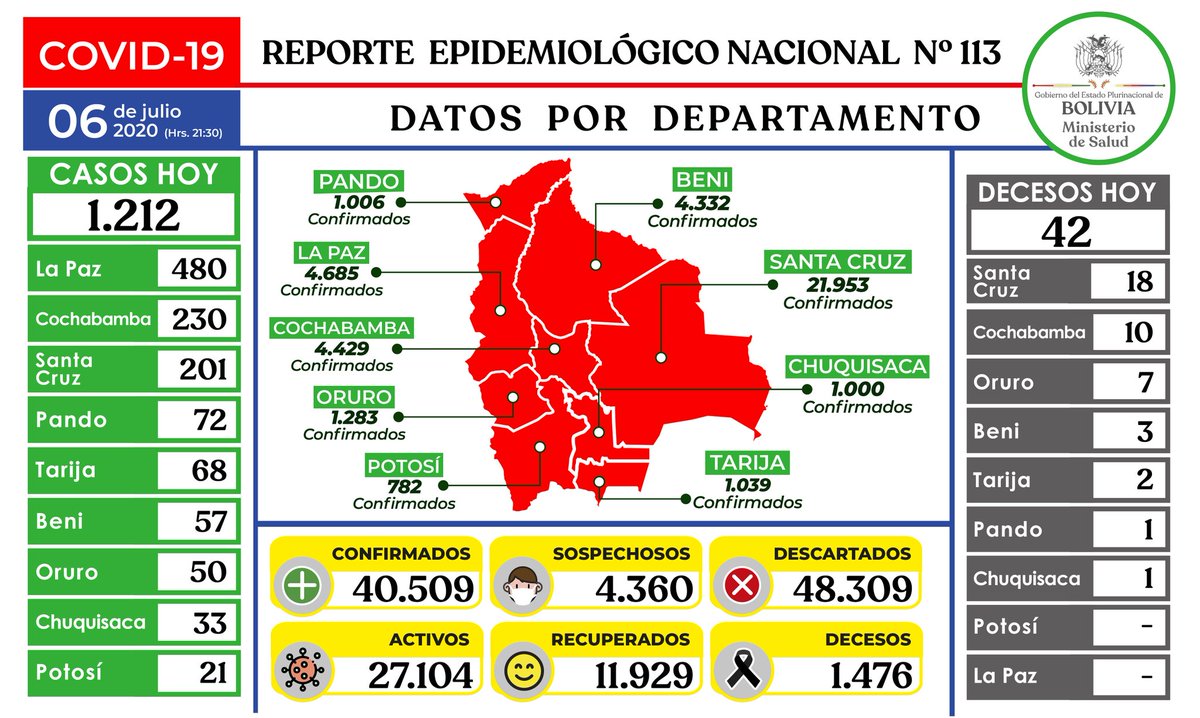 COVID-19
REPORTE EPIDEMIOLÓGICO NACIONAL Nº 113
06 de julio
2020 (Hrs. 21:30)
DATOS POR DEPARTAMENTO
Gobierno del Estado Plurinacional de
BOLIVIA
Ministerio
de Salud
CASOS HOY
1.212
La Paz 480
Cochabamba 230
Santa
Cruz 201
Pando 72
Tarija 68
Beni 57
Oruro 50
Chuquisaca 33
Potosí 21
PANDO
1.006
Confirmados
LA PAZ
4.685
Confirmados
COCHABAMBA
4.429
Confirmados
ORURO
1.283
Confirmados
POTOSÍ
782
Confirmados
BENI
4.332
Confirmados
SANTA CRUZ
21.953
Confirmados
CHUQUISACA
1.000
Confirmados
TARIJA
1.039
Confirmados
CONFIRMADOS
40.509
SOSPECHOSOS
4.360
DESCARTADOS
48.309
ACTIVOS
27.104
RECUPERADOS
11.929
DECESOS
1.476
DECESOS HOY
42
Santa
Cruz 18
Cochabamba 10
Oruro 7
Beni 3
Tarija 2
Pando 1
Chuquisaca 1
Potosí -
La Paz -